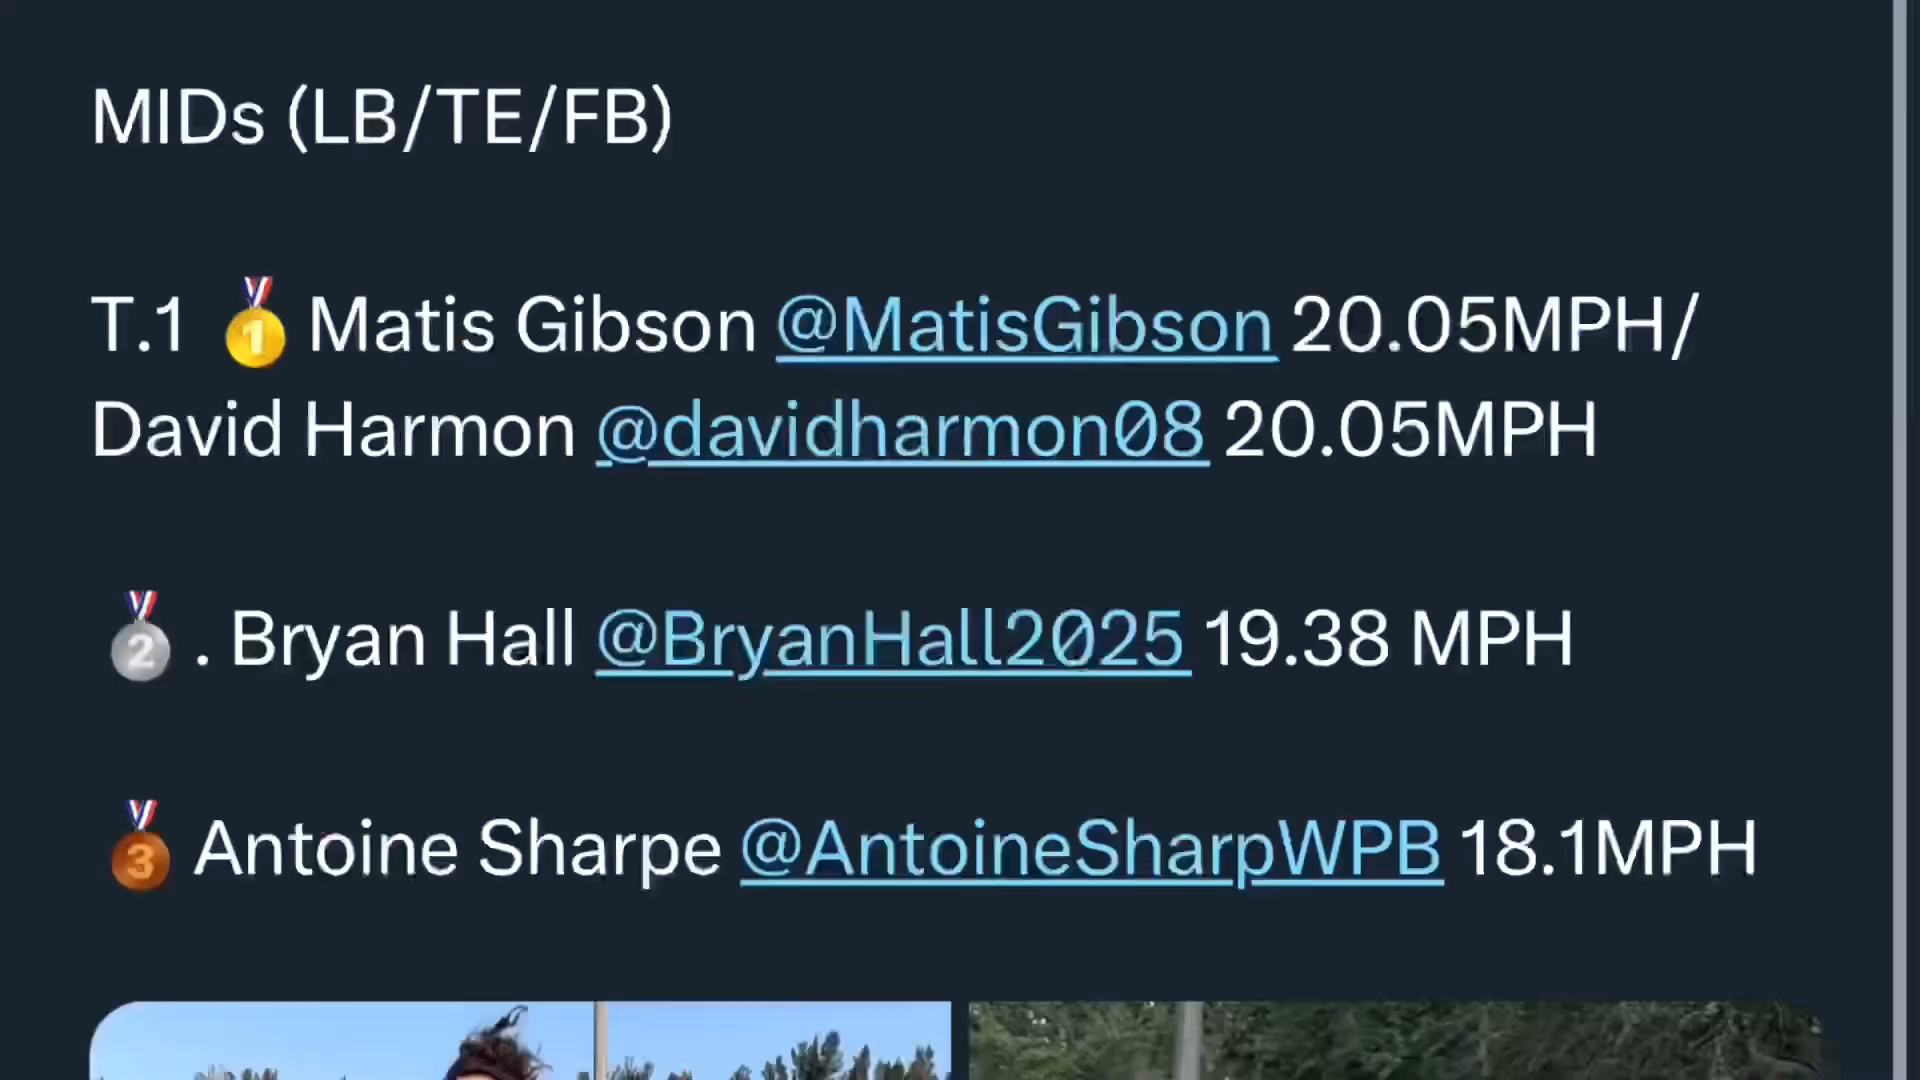 MIDs (LB/TE/FB)
T.1 🥇 Matis Gibson @MatisGibson 20.05MPH/
David Harmon @davidharmon08 20.05MPH
🥈 . Bryan Hall @BryanHall2025 19.38 MPH
🥉 Antoine Sharpe @AntoineSharpWPB 18.1MPH